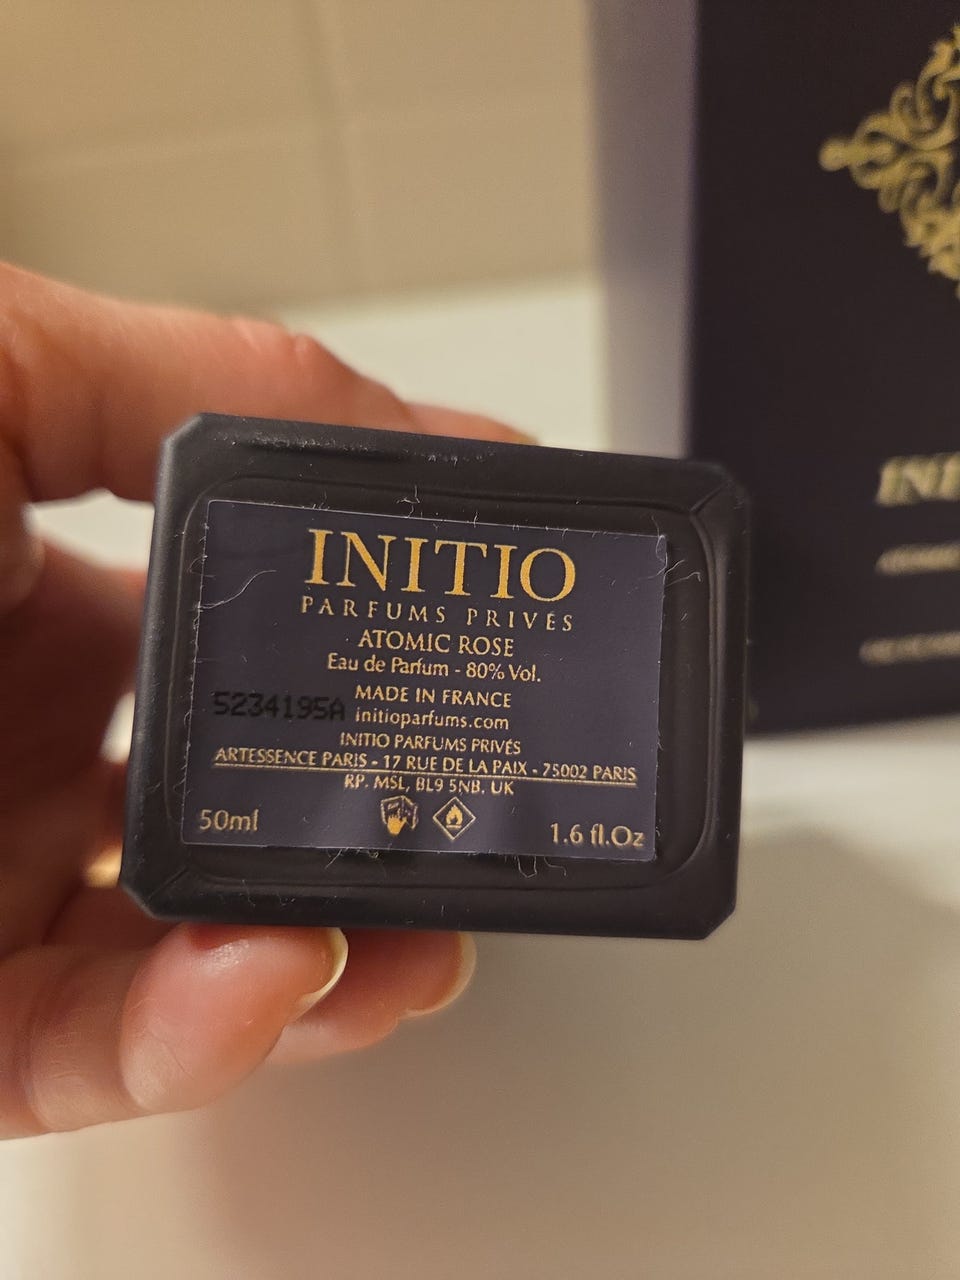 INITIO
PARFUMS PRIVÉS
ATOMIC ROSE
Eau de Parfum - 80% Vol.
MADE IN FRANCE
5234195A initioparfums.com
INITIO PARFUMS PRIVÉS
ARTESSENCE PARIS - 17 RUE DE LA PAIX - 75002 PARIS
RP. MSL, BL9 5NB. UK
50ml 1.6 fl.Oz
INI
ATOMIC